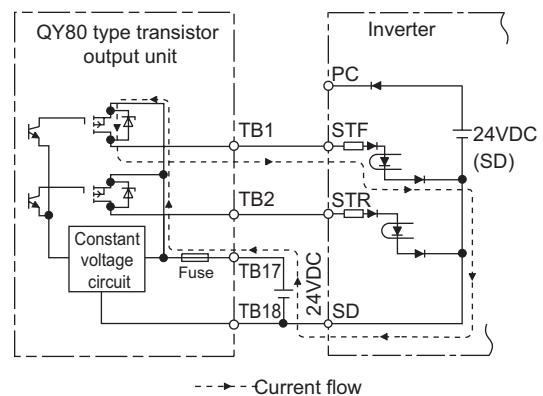 QY80 type transistor
output unit
Inverter
PC
24VDC
(SD)
TB1
STF
TB2
STR
Constant
voltage
circuit
Fuse
TB17
24VDC
TB18
SD
Current flow